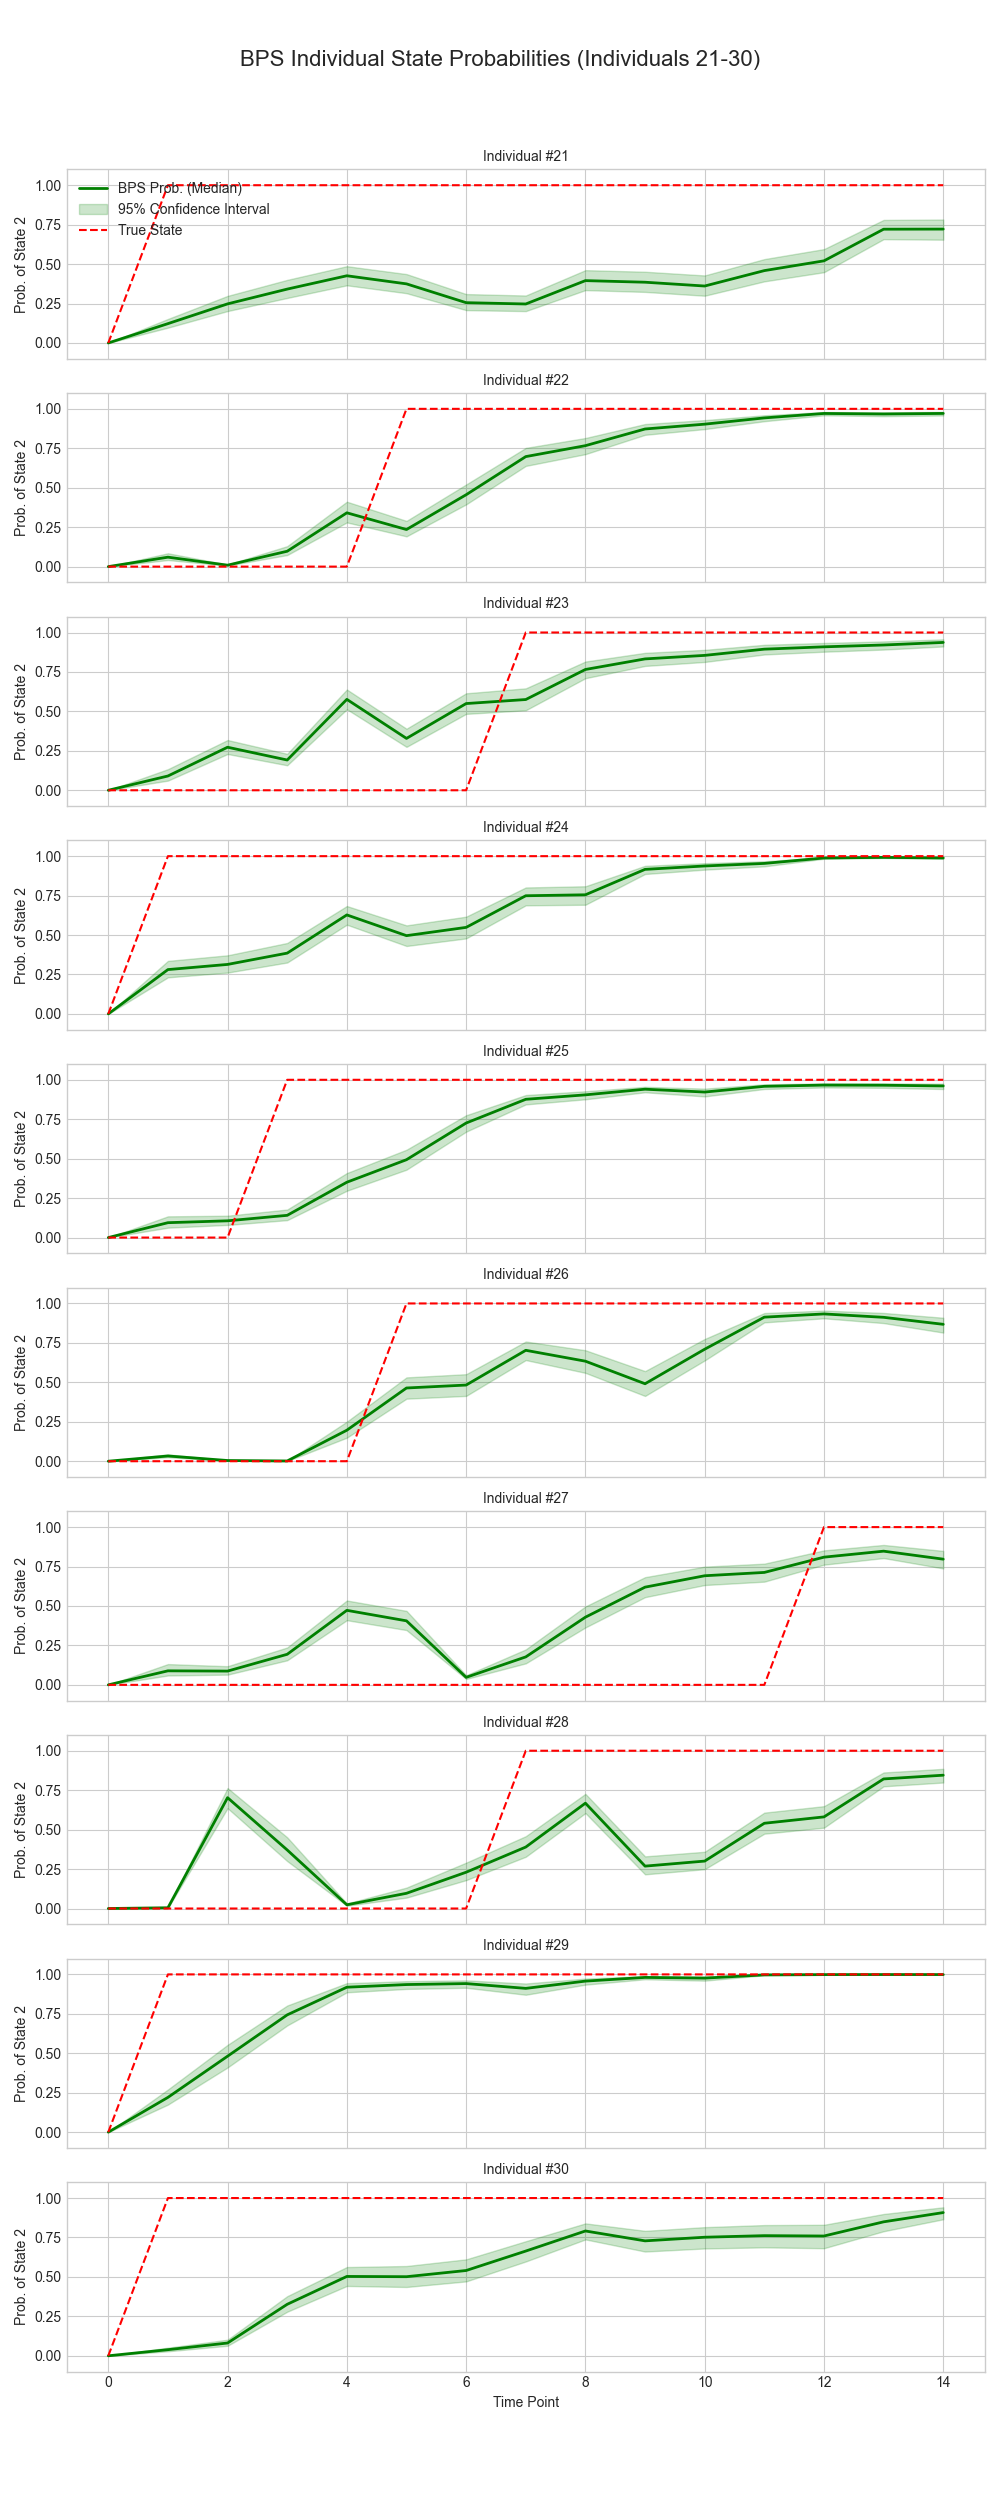 BPS Individual State Probabilities (Individuals 21-30)
Individual #21
Prob. of State 2
1.00
0.75
0.50
0.25
0.00
BPS Prob. (Median)
95% Confidence Interval
True State
Individual #22
Prob. of State 2
1.00
0.75
0.50
0.25
0.00
Individual #23
Prob. of State 2
1.00
0.75
0.50
0.25
0.00
Individual #24
Prob. of State 2
1.00
0.75
0.50
0.25
0.00
Individual #25
Prob. of State 2
1.00
0.75
0.50
0.25
0.00
Individual #26
Prob. of State 2
1.00
0.75
0.50
0.25
0.00
Individual #27
Prob. of State 2
1.00
0.75
0.50
0.25
0.00
Individual #28
Prob. of State 2
1.00
0.75
0.50
0.25
0.00
Individual #29
Prob. of State 2
1.00
0.75
0.50
0.25
0.00
Individual #30
Prob. of State 2
1.00
0.75
0.50
0.25
0.00
0 2 4 6 8 10 12 14
Time Point